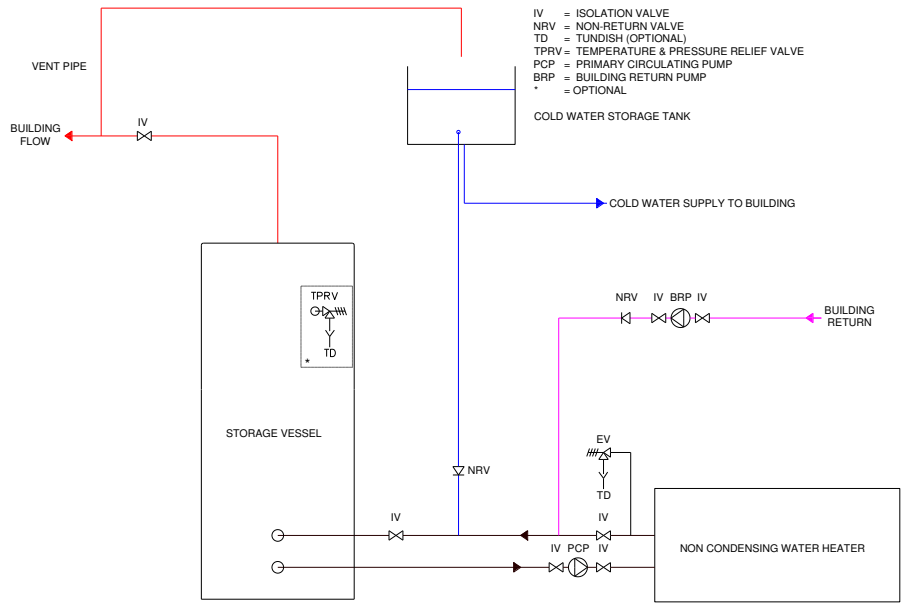 IV = ISOLATION VALVE
NRV = NON-RETURN VALVE
TD = TUNDISH (OPTIONAL)
TPRV = TEMPERATURE & PRESSURE RELIEF VALVE
PCP = PRIMARY CIRCULATING PUMP
BRP = BUILDING RETURN PUMP
* = OPTIONAL
VENT PIPE
COLD WATER STORAGE TANK
BUILDING
FLOW
IV
COLD WATER SUPPLY TO BUILDING
TPRV
TD
*
NRV IV BRP IV
BUILDING
RETURN
STORAGE VESSEL
NRV
EV
TD
IV
IV
NON CONDENSING WATER HEATER
IV PCP IV